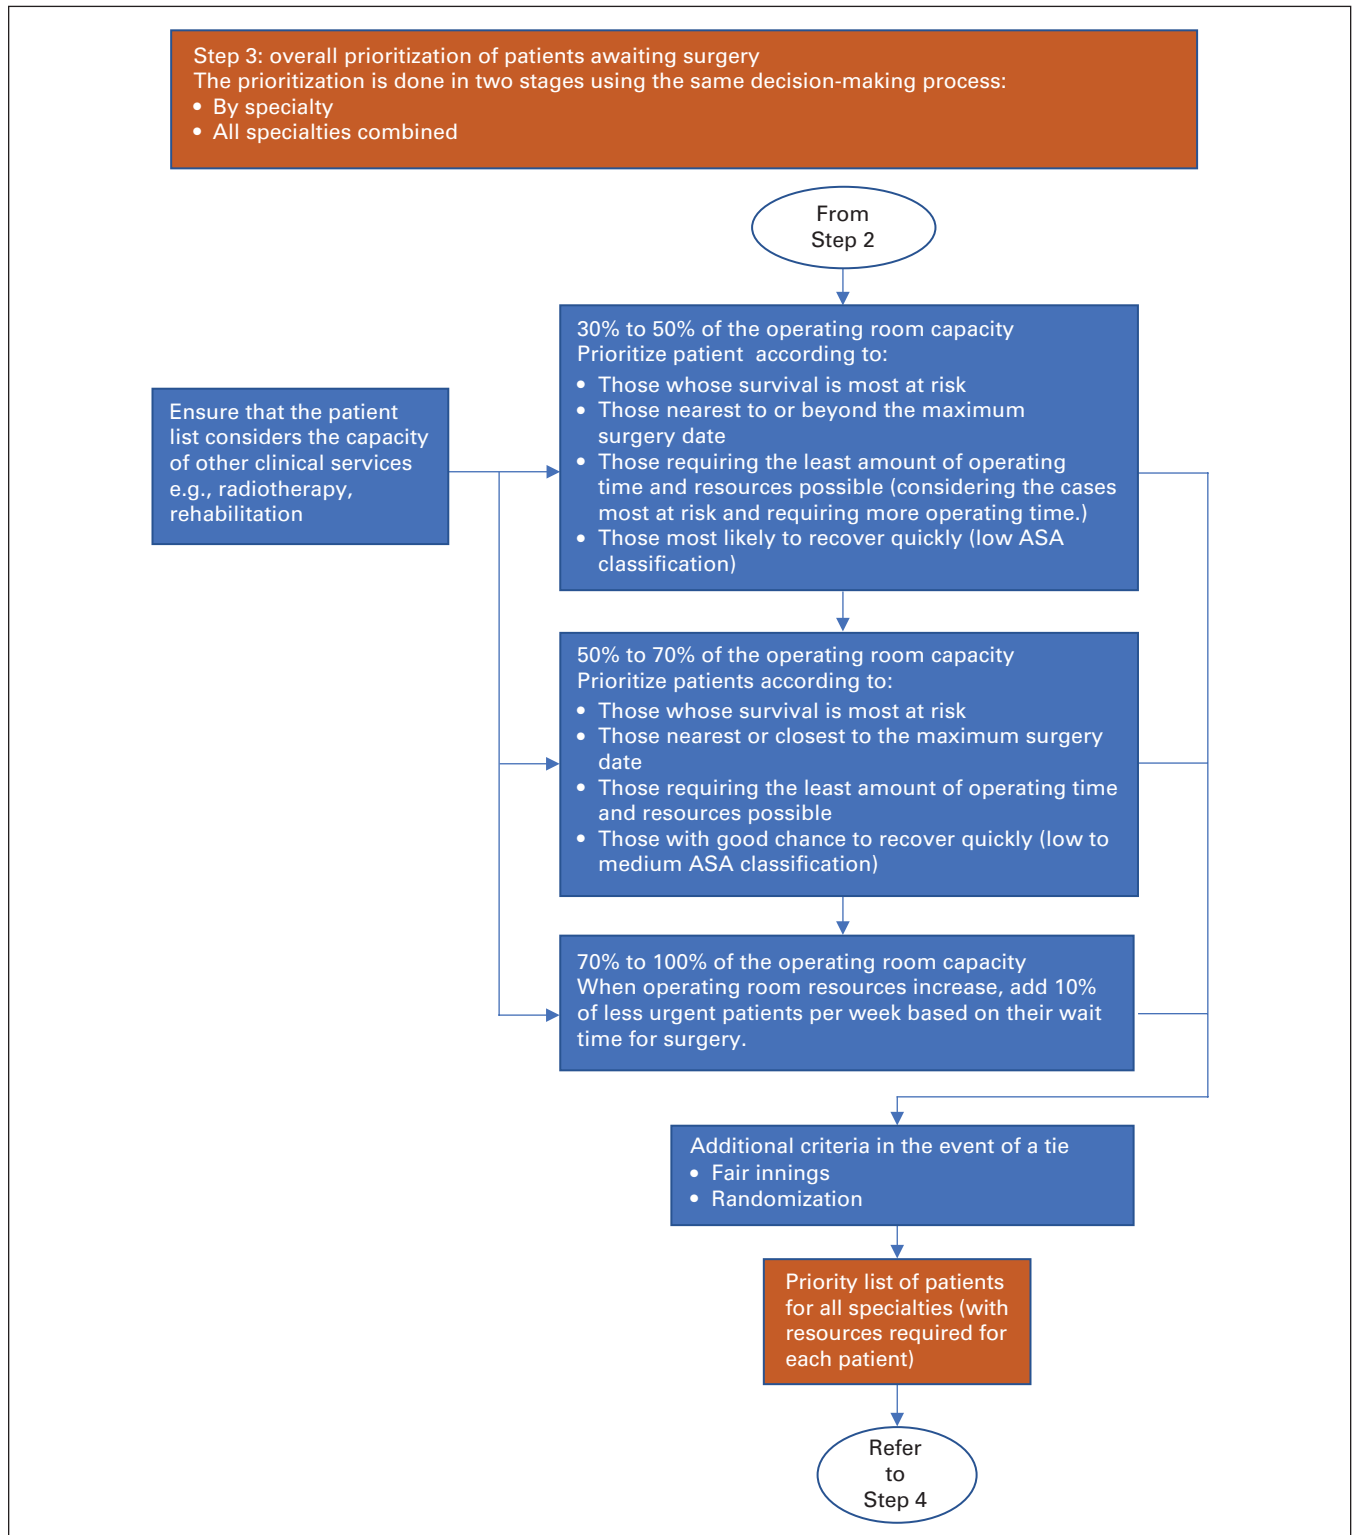 Step 3: overall prioritization of patients awaiting surgery
The prioritization is done in two stages using the same decision-making process:
• By specialty
• All specialties combined
From
Step 2
30% to 50% of the operating room capacity
Prioritize patient according to:
• Those whose survival is most at risk
• Those nearest to or beyond the maximum
surgery date
• Those requiring the least amount of operating
time and resources possible (considering the cases
most at risk and requiring more operating time.)
• Those most likely to recover quickly (low ASA
classification)
Ensure that the patient
list considers the capacity
of other clinical services
e.g., radiotherapy,
rehabilitation
50% to 70% of the operating room capacity
Prioritize patients according to:
• Those whose survival is most at risk
• Those nearest or closest to the maximum surgery
date
• Those requiring the least amount of operating time
and resources possible
• Those with good chance to recover quickly (low to
medium ASA classification)
70% to 100% of the operating room capacity
When operating room resources increase, add 10%
of less urgent patients per week based on their wait
time for surgery.
Additional criteria in the event of a tie
• Fair innings
• Randomization
Priority list of patients
for all specialties (with
resources required for
each patient)
Refer
to
Step 4